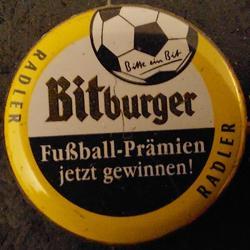 Bitte ein Bit
RADLER
Bitburger
Fußball-Prämien
jetzt gewinnen!
RADLER